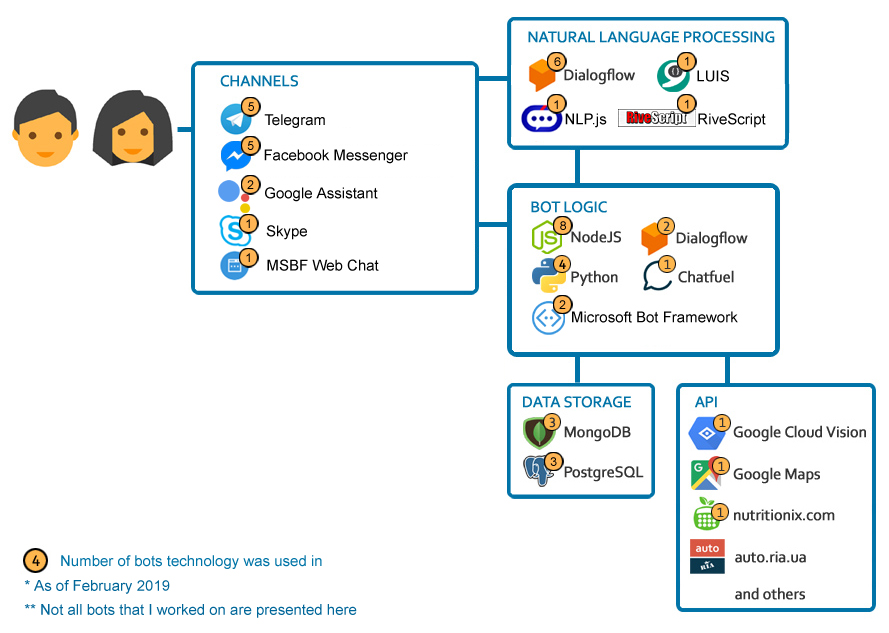 CHANNELS
5 Telegram
5 Facebook Messenger
2 Google Assistant
1 Skype
1 MSBF Web Chat
NATURAL LANGUAGE PROCESSING
6 Dialogflow
1 LUIS
1 NLP.js
RiveScript 1 RiveScript
BOT LOGIC
JS 8 NodeJS
2 Dialogflow
4 Python
1 Chatfuel
2 Microsoft Bot Framework
DATA STORAGE
3 MongoDB
3 PostgreSQL
API
1 Google Cloud Vision
G 1 Google Maps
1 nutritionix.com
auto
RIA
auto.ria.ua
and others
4 Number of bots technology was used in
* As of February 2019
** Not all bots that I worked on are presented here